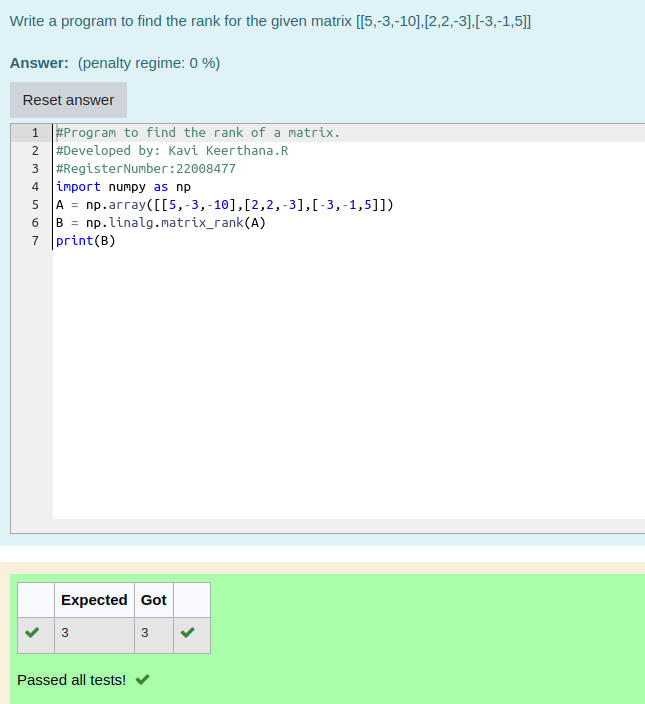 Write a program to find the rank for the given matrix [[5,-3,-10],[2,2,-3],[-3,-1,5]]
Answer: (penalty regime: 0 %)
Reset answer
1 #Program to find the rank of a matrix.
2 #Developed by: Kavi Keerthana.R
3 #RegisterNumber:22008477
4 import numpy as np
5 A = np.array([[5,-3,-10],[2,2,-3],[-3,-1,5]])
6 B = np.linalg.matrix_rank(A)
7 print(B)
Expected Got
3 3
Passed all tests!